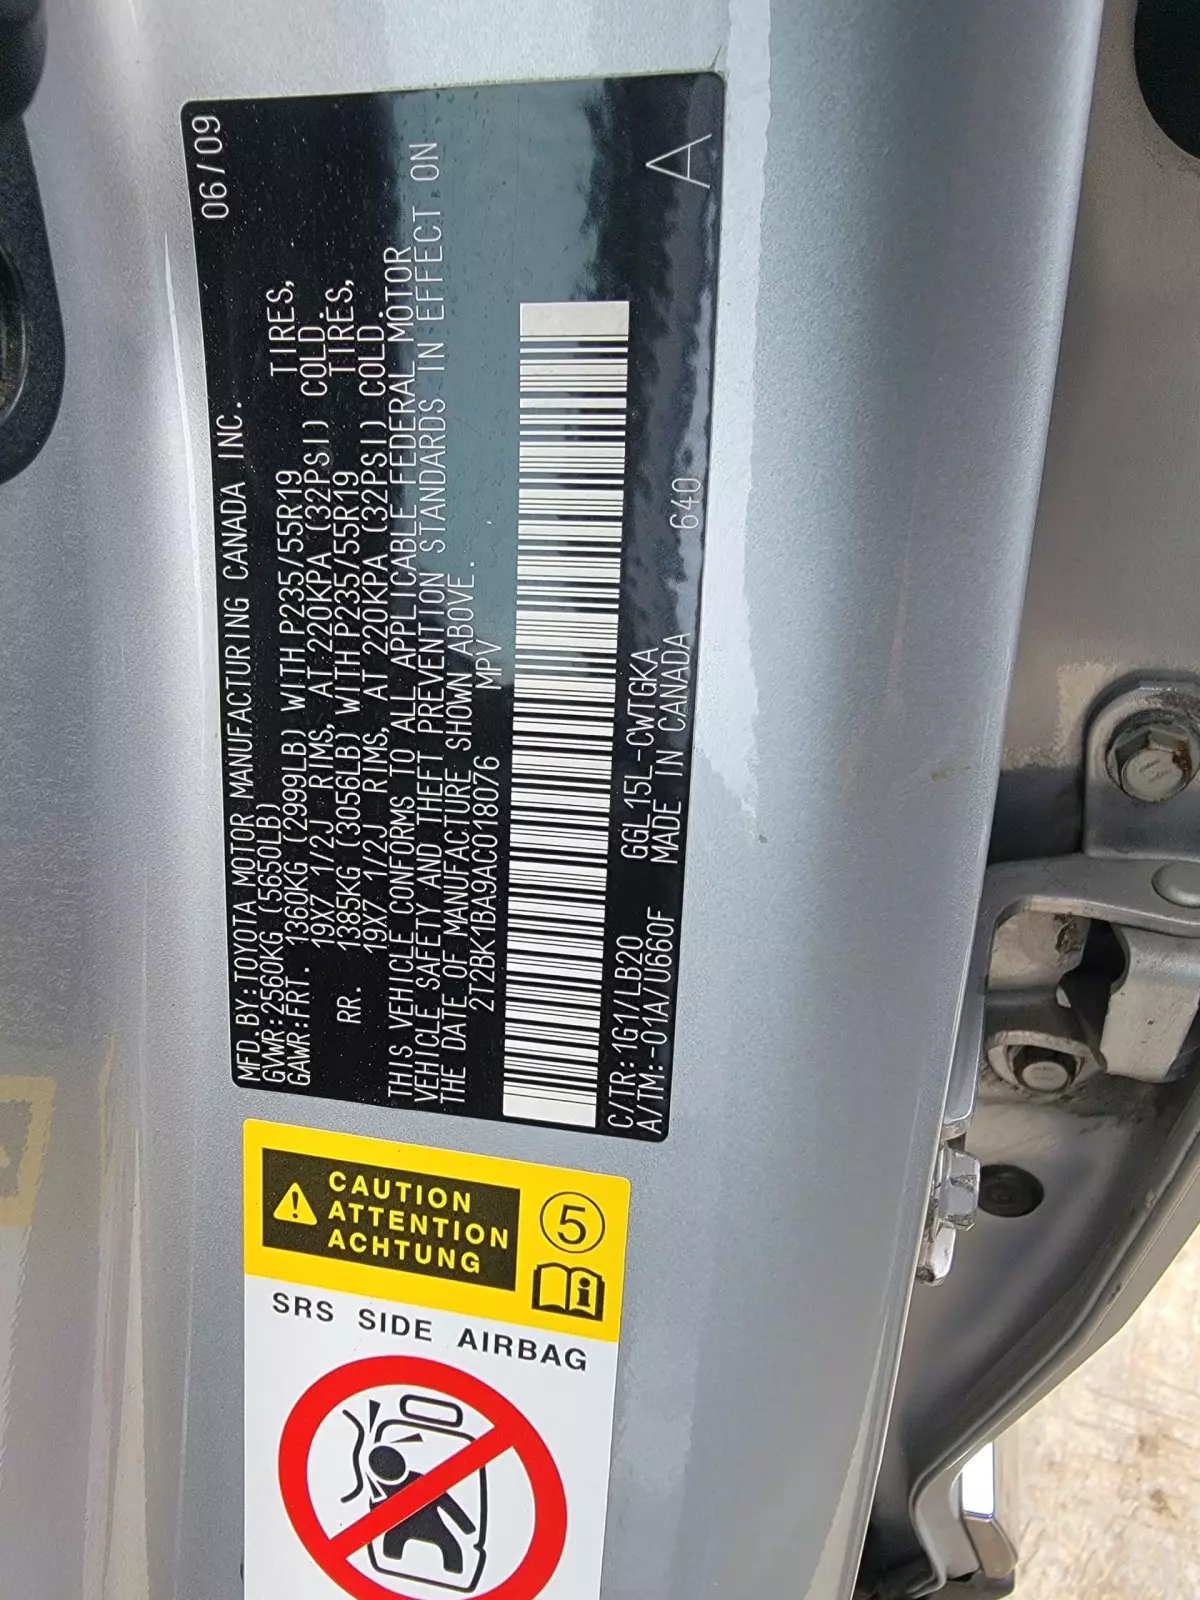 06/09
MFD.BY:TOYOTA MOTOR MANUFACTURING CANADA INC.
GVWR:2560KG (5650LB)
GAWR:FRT. 1360KG (2999LB) WITH P235/55R19 TIRES,
19X7 1/2J RIMS, AT 220KPA (32PSI) COLD.
RR. 1385KG (3056LB) WITH P235/55R19 TIRES,
19X7 1/2J RIMS, AT 220KPA (32PSI) COLD.
THIS VEHICLE CONFORMS TO ALL APPLICABLE FEDERAL MOTOR
VEHICLE SAFETY AND THEFT PREVENTION STANDARDS IN EFFECT ON
THE DATE OF MANUFACTURE SHOWN ABOVE.
2T2BK1BA9AC018076 MPV
C/TR:1G1/LB20 GGL15L-CWTGKA
A/TM:-01A/U660F MADE IN CANADA 640
A
CAUTION
ATTENTION
ACHTUNG
5
i
SRS SIDE AIRBAG